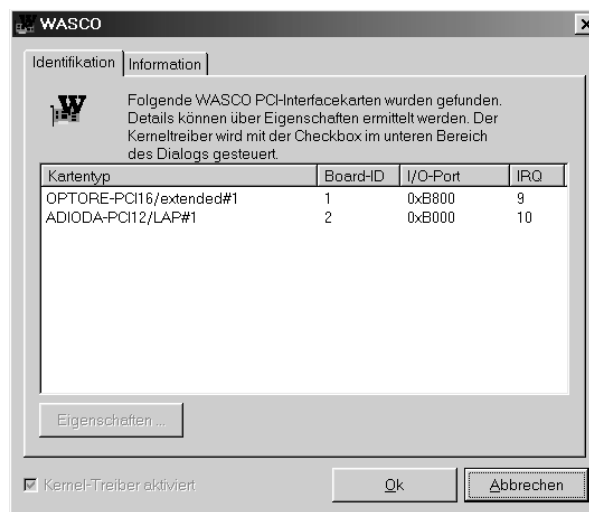 WASCO
Identifikation
Information
Folgende WASCO PCI-Interfacekarten wurden gefunden.
Details können über Eigenschaften ermittelt werden. Der
Kerneltreiber wird mit der Checkbox im unteren Bereich
des Dialogs gesteuert.
Kartentyp Board-ID I/O-Port IRQ
OPTORE-PCI16/extended#1 1 0xB800 9
ADIODA-PCI12/LAP#1 2 0xB000 10
Eigenschaften ...
Kernel-Treiber aktiviert
Ok
Abbrechen